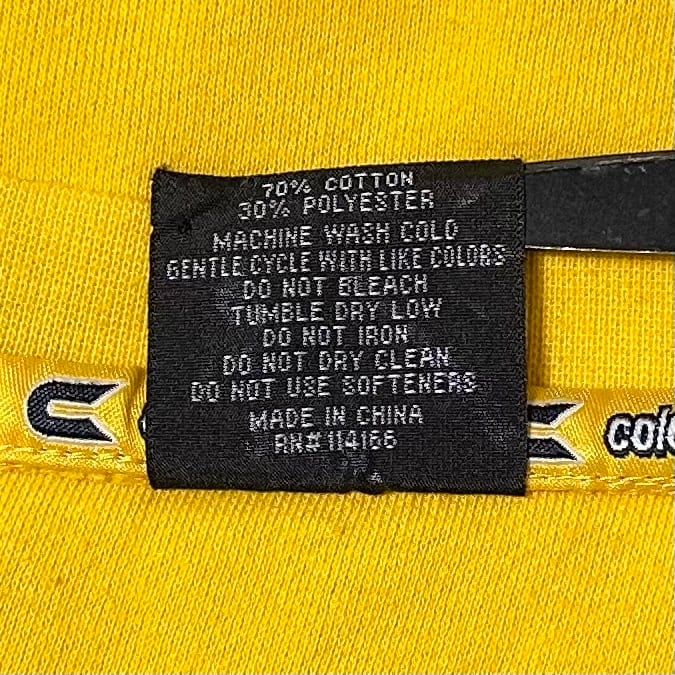 70% COTTON
30% POLYESTER
MACHINE WASH COLD
GENTLE CYCLE WITH LIKE COLORS
DO NOT BLEACH
TUMBLE DRY LOW
DO NOT IRON
DO NOT DRY CLEAN
DO NOT USE SOFTENERS
MADE IN CHINA
RN# 114166